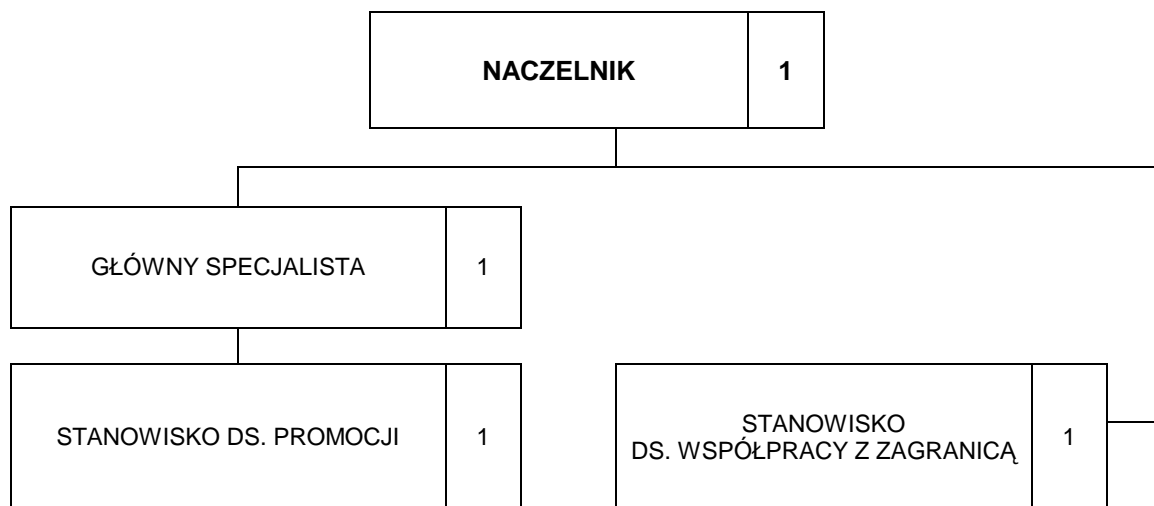 NACZELNIK 1
GŁÓWNY SPECJALISTA 1
STANOWISKO DS. PROMOCJI 1
STANOWISKO
DS. WSPÓŁPRACY Z ZAGRANICĄ 1